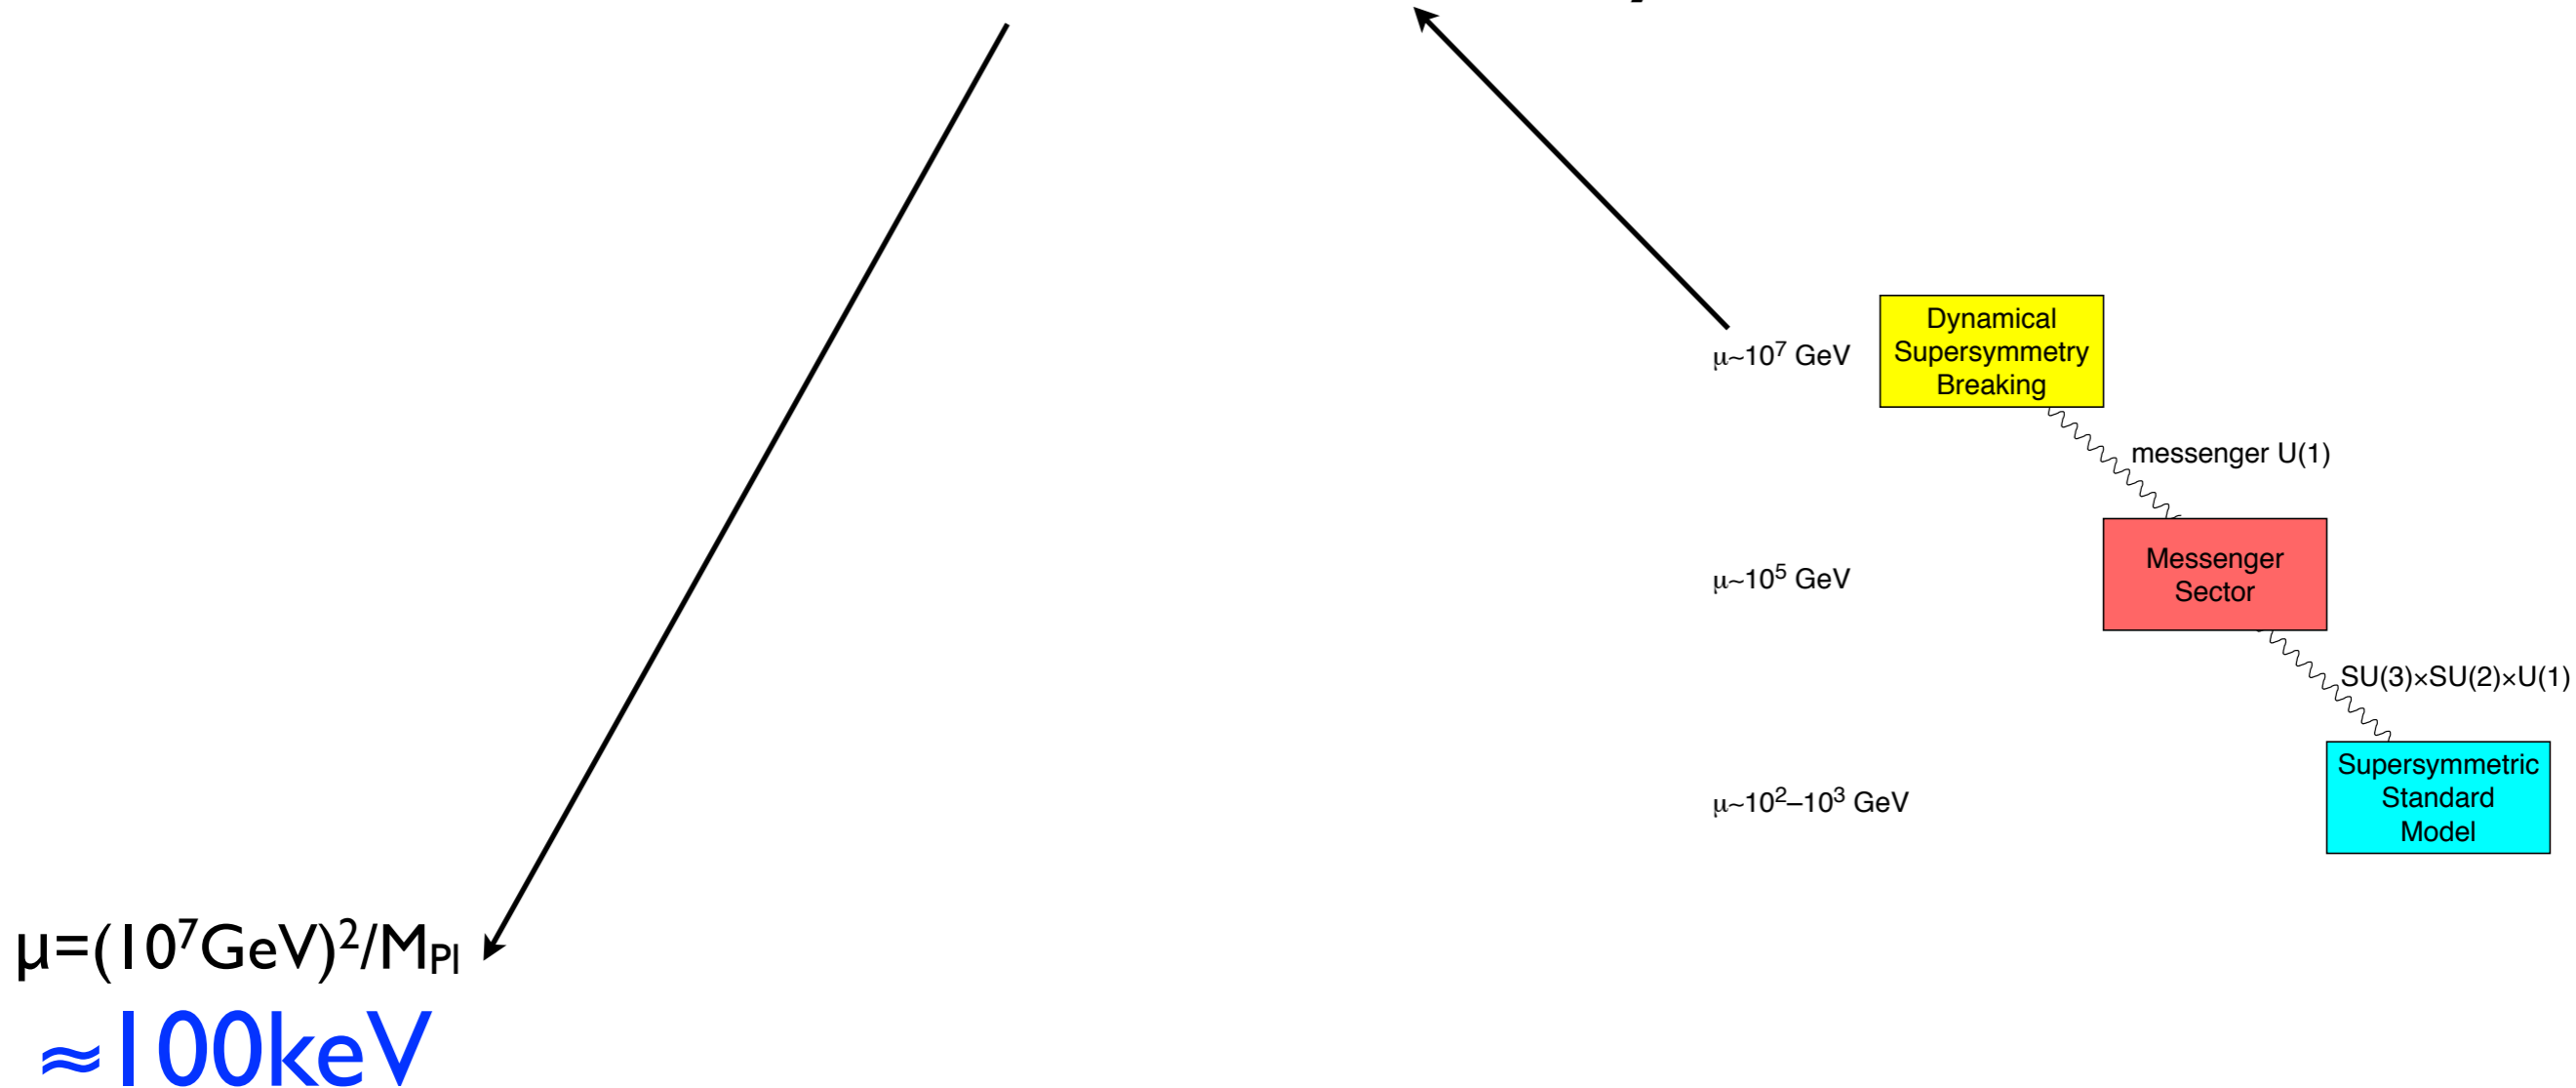 μ~10⁷ GeV
Dynamical
Supersymmetry
Breaking
messenger U(1)
μ~10⁵ GeV
Messenger
Sector
SU(3)×SU(2)×U(1)
μ~10²–10³ GeV
Supersymmetric
Standard
Model
μ=(10⁷GeV)²/M_Pl
≈100keV